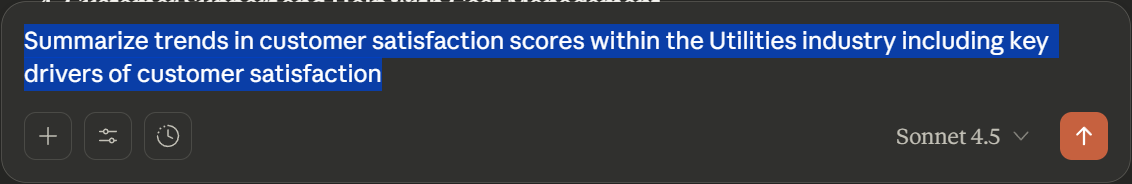 Summarize trends in customer satisfaction scores within the Utilities industry including key
drivers of customer satisfaction
Sonnet 4.5